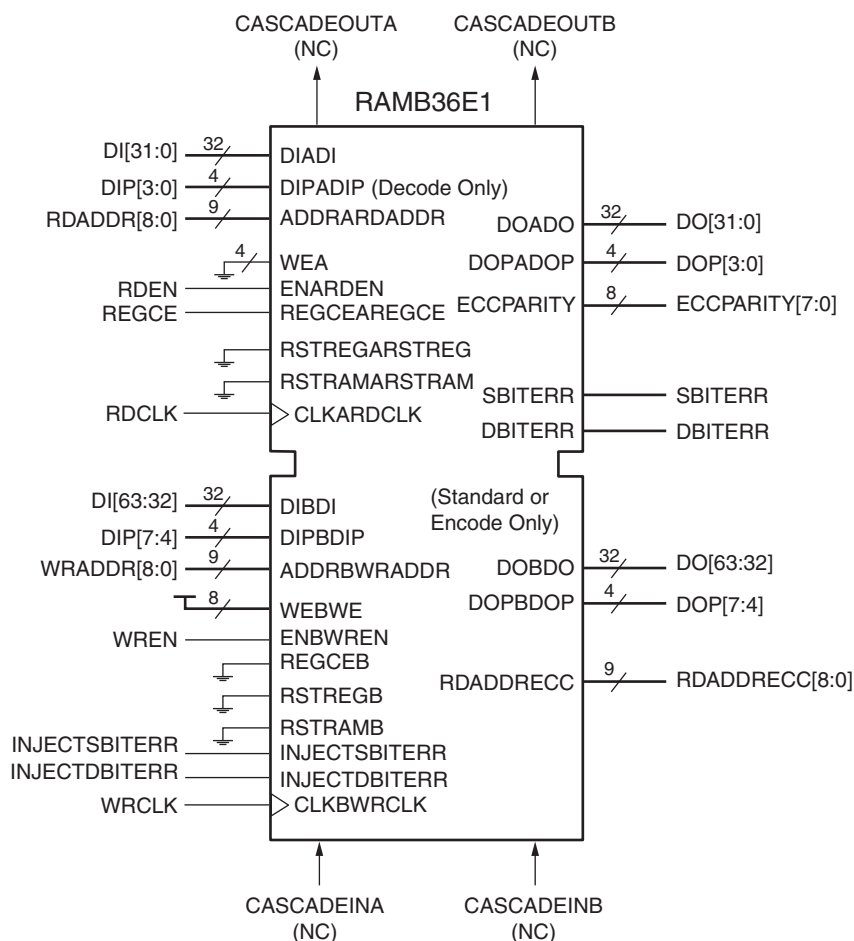 CASCADEOUTA
(NC)
CASCADEOUTB
(NC)
RAMB36E1
DI[31:0] 32 DIADI
DIP[3:0] 4 DIPADIP (Decode Only)
RDADDR[8:0] 9 ADDRARDADDR
DOADO 32 DO[31:0]
4 WEA
DOPADOP 4 DOP[3:0]
RDEN ENARDEN
REGCE REGCEAREGCE
ECCPARITY 8 ECCPARITY[7:0]
RSTREGARSTREG
RSTRAMARSTRAM
SBITERR SBITERR
RDCLK CLKARDCLK
DBITERR DBITERR
DI[63:32] 32 DIBDI
(Standard or
Encode Only)
DIP[7:4] 4 DIPBDIP
WRADDR[8:0] 9 ADDRBWRADDR
DOBDO 32 DO[63:32]
8 WEBWE
DOPBDOP 4 DOP[7:4]
WREN ENBWREN
REGCEB
RDADDRECC 9 RDADDRECC[8:0]
RSTREGB
RSTRAMB
INJECTSBITERR INJECTSBITERR
INJECTDBITERR INJECTDBITERR
WRCLK CLKBWRCLK
CASCADEINA
(NC)
CASCADEINB
(NC)